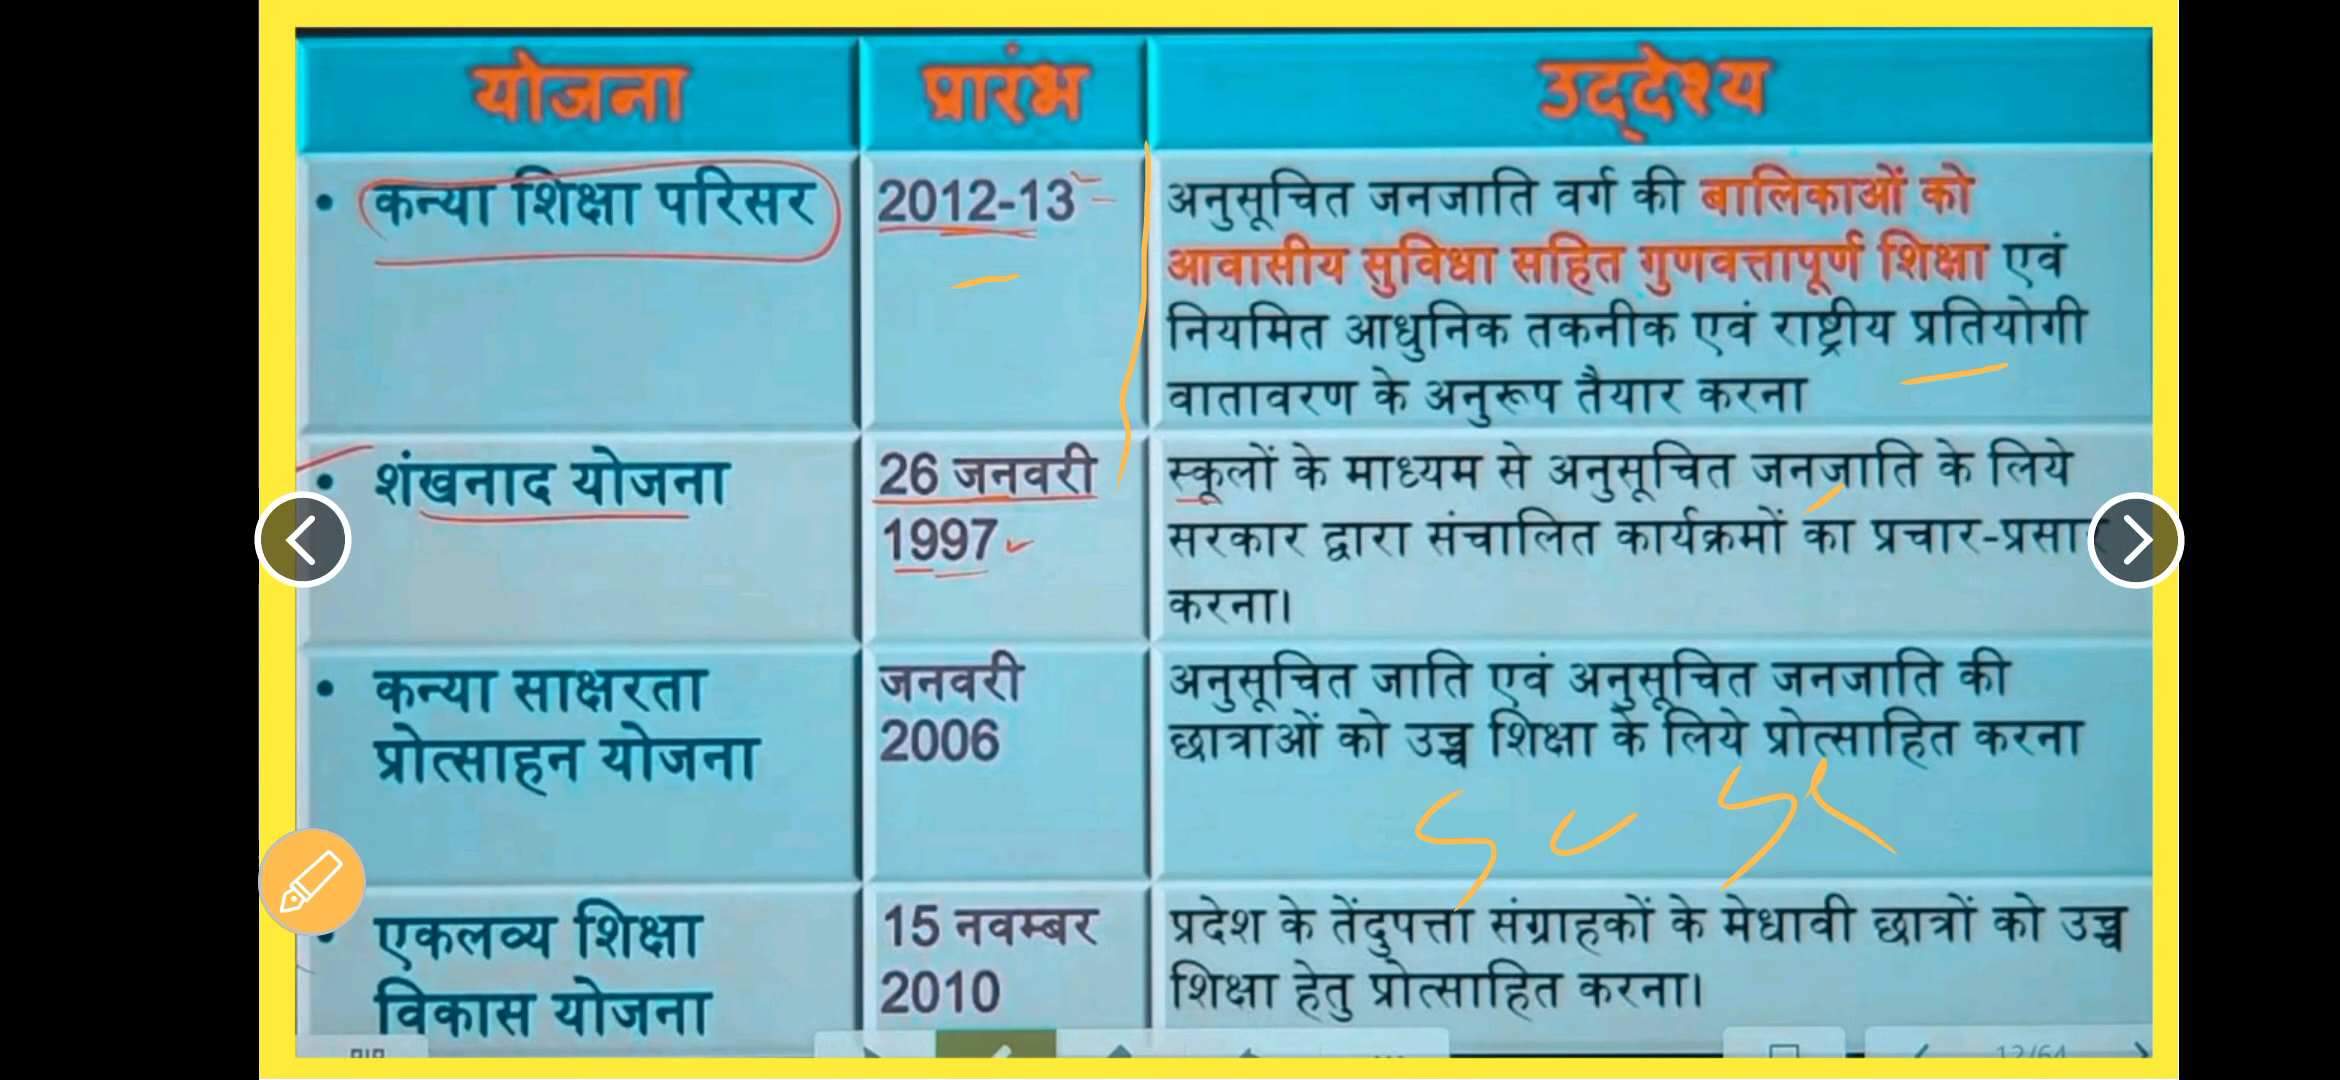 योजना प्रारंभ उद्देश्य
• कन्या शिक्षा परिसर 2012-13 अनुसूचित जनजाति वर्ग की बालिकाओं को
आवासीय सुविधा सहित गुणवत्तापूर्ण शिक्षा एवं
नियमित आधुनिक तकनीक एवं राष्ट्रीय प्रतियोगी
वातावरण के अनुरूप तैयार करना
• शंखनाद योजना 26 जनवरी स्कूलों के माध्यम से अनुसूचित जनजाति के लिये
1997 सरकार द्वारा संचालित कार्यक्रमों का प्रचार-प्रसार
करना।
• कन्या साक्षरता जनवरी अनुसूचित जाति एवं अनुसूचित जनजाति की
प्रोत्साहन योजना 2006 छात्राओं को उच्च शिक्षा के लिये प्रोत्साहित करना
• एकलव्य शिक्षा 15 नवम्बर प्रदेश के तेंदुपत्ता संग्राहकों के मेधावी छात्रों को उच्च
विकास योजना 2010 शिक्षा हेतु प्रोत्साहित करना।
12/64